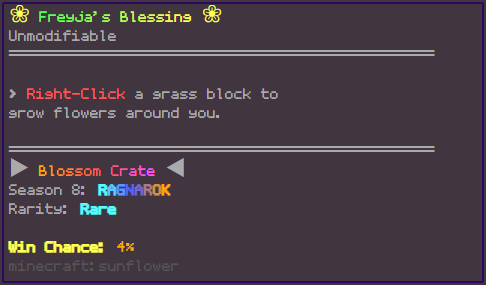 Freyja's Blessing
Unmodifiable
> Right-Click a grass block to
grow flowers around you.
Blossom Crate
Season 8: RAGNAROK
Rarity: Rare
Win Chance: 4%
minecraft:sunflower